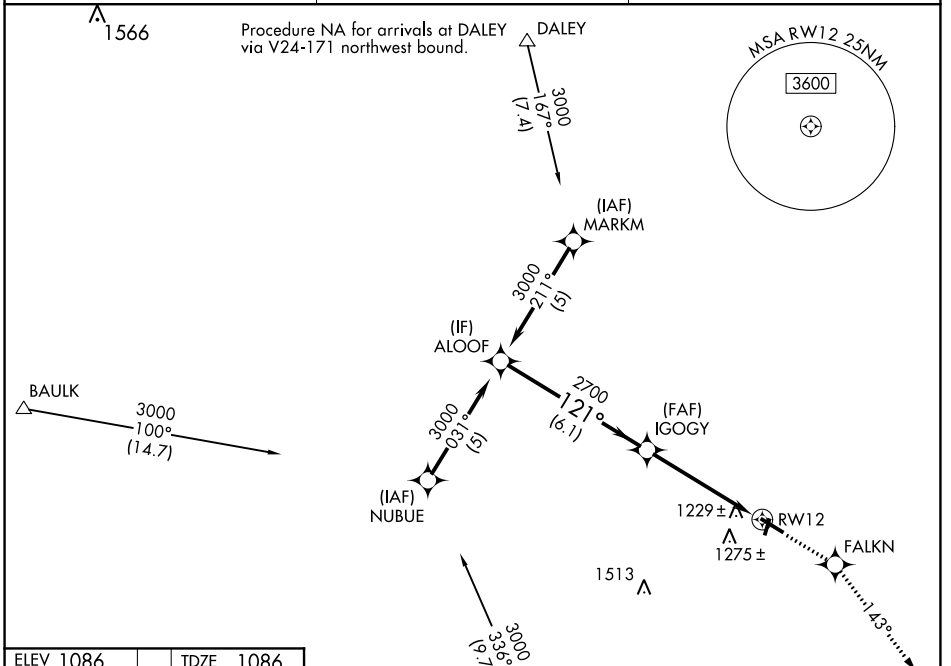 1566
Procedure NA for arrivals at DALEY
via V24-171 northwest bound.
DALEY
MSA RW12 25NM
3600
3000
167°
(7.4)
(IAF)
MARKM
3000
211°
(5)
(IF)
ALOOF
BAULK
3000
100°
(14.7)
3000
031°
(5)
(IAF)
NUBUE
2700
121°
(6.1)
(FAF)
IGOGY
1229 ±
RW12
1275 ±
FALKN
1513
143°
3000
336°
(9.7
ELEV 1086
TDZE 1086